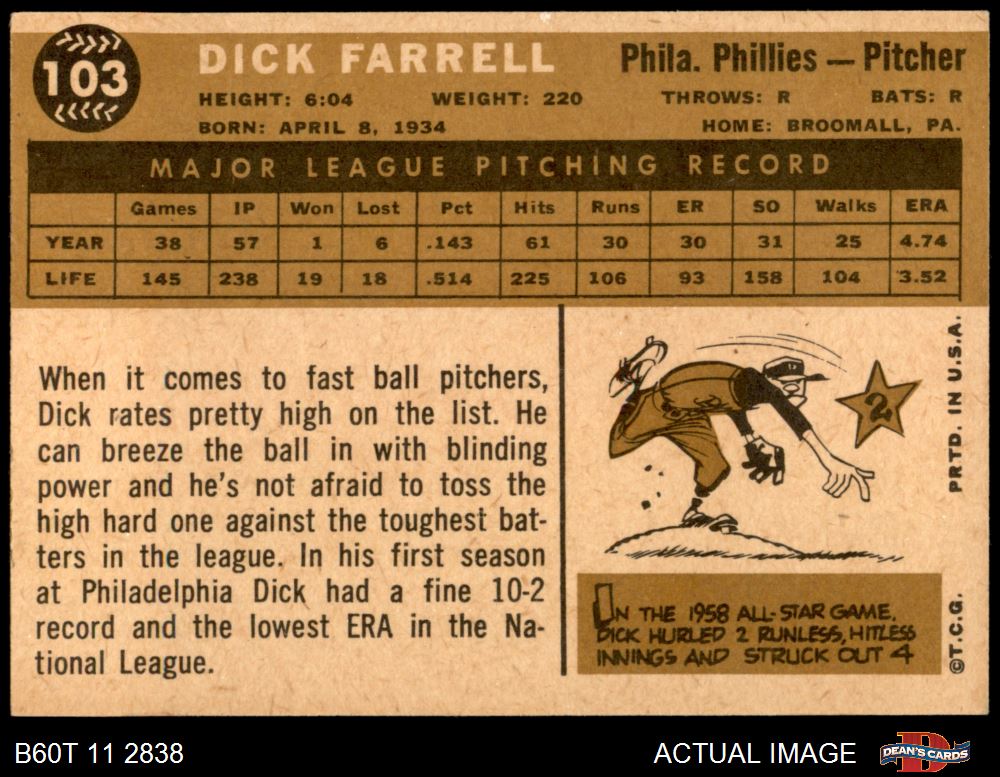 103
DICK FARRELL
Phila. Phillies — Pitcher
HEIGHT: 6:04 WEIGHT: 220 THROWS: R BATS: R
BORN: APRIL 8, 1934 HOME: BROOMALL, PA.
MAJOR LEAGUE PITCHING RECORD
Games IP Won Lost Pct Hits Runs ER SO Walks ERA
YEAR 38 57 1 6 .143 61 30 30 31 25 4.74
LIFE 145 238 19 18 .514 225 106 93 158 104 3.52
When it comes to fast ball pitchers,
Dick rates pretty high on the list. He
can breeze the ball in with blinding
power and he's not afraid to toss the
high hard one against the toughest bat-
ters in the league. In his first season
at Philadelphia Dick had a fine 10-2
record and the lowest ERA in the Na-
tional League.
2
IN THE 1958 ALL-STAR GAME,
DICK HURLED 2 RUNLESS, HITLESS
INNINGS AND STRUCK OUT 4
PRTD. IN U.S.A.
©T.C.G.
B60T 11 2838
ACTUAL IMAGE
DEAN'S CARDS